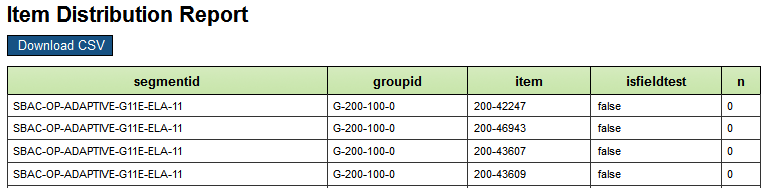 Item Distribution Report
Download CSV
segmentid groupid item isfieldtest n
SBAC-OP-ADAPTIVE-G11E-ELA-11 G-200-100-0 200-42247 false 0
SBAC-OP-ADAPTIVE-G11E-ELA-11 G-200-100-0 200-46943 false 0
SBAC-OP-ADAPTIVE-G11E-ELA-11 G-200-100-0 200-43607 false 0
SBAC-OP-ADAPTIVE-G11E-ELA-11 G-200-100-0 200-43609 false 0